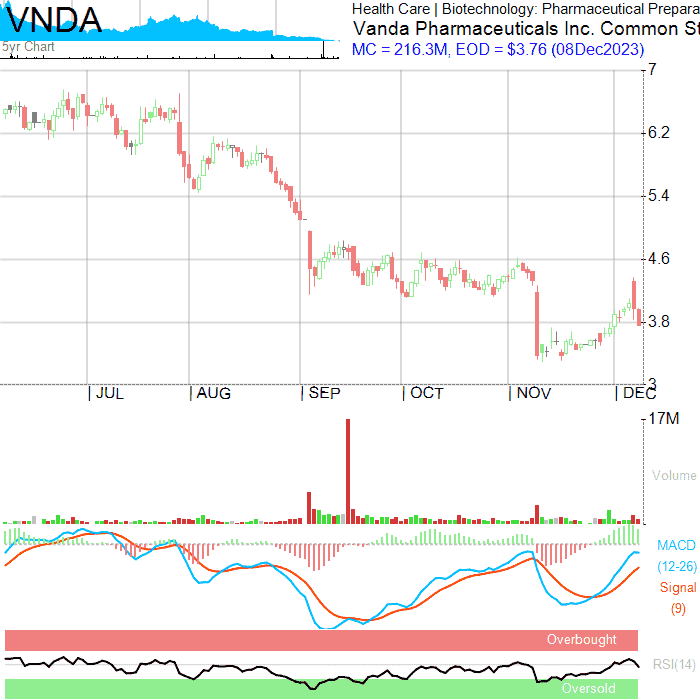 VNDA
5yr Chart
Health Care | Biotechnology: Pharmaceutical Prepara
Vanda Pharmaceuticals Inc. Common St
MC = 216.3M, EOD = $3.76 (08Dec2023)
7
6.2
5.4
4.6
3.8
3
JUL AUG SEP OCT NOV DEC
17M
Volume
MACD
(12-26)
Signal
(9)
Overbought
RSI(14)
Oversold